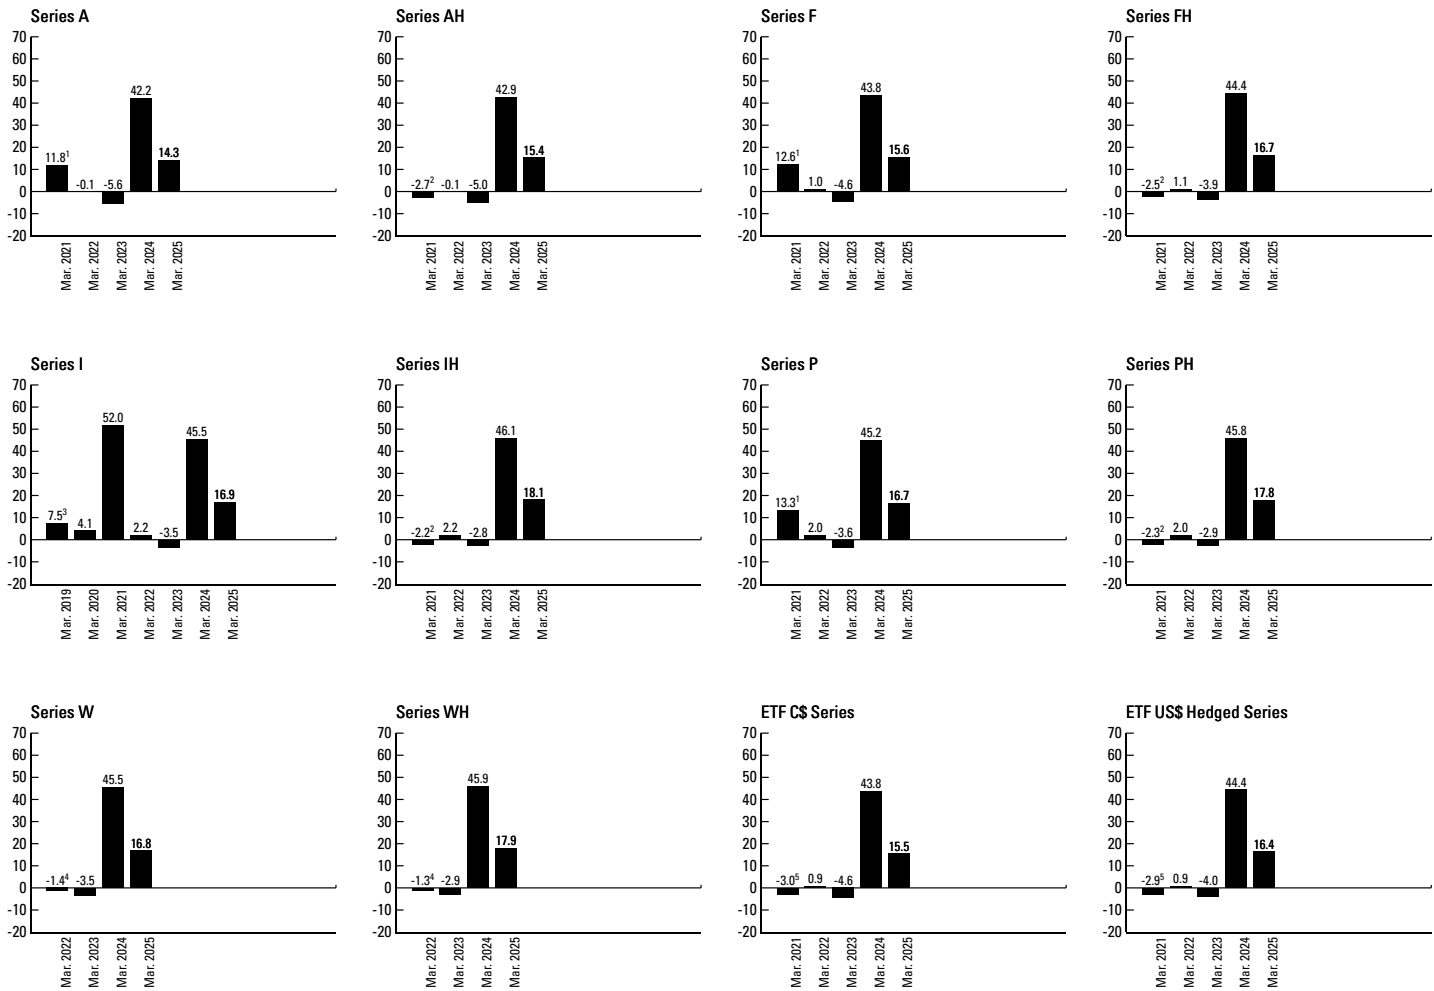 Series A
70
60
50
40
30
20
10
0
-10
-20
11.8¹
-0.1
-5.6
42.2
14.3
Mar. 2021
Mar. 2022
Mar. 2023
Mar. 2024
Mar. 2025
Series AH
70
60
50
40
30
20
10
0
-10
-20
-2.7²
-0.1
-5.0
42.9
15.4
Mar. 2021
Mar. 2022
Mar. 2023
Mar. 2024
Mar. 2025
Series F
70
60
50
40
30
20
10
0
-10
-20
12.6¹
1.0
-4.6
43.8
15.6
Mar. 2021
Mar. 2022
Mar. 2023
Mar. 2024
Mar. 2025
Series FH
70
60
50
40
30
20
10
0
-10
-20
-2.5²
1.1
-3.9
44.4
16.7
Mar. 2021
Mar. 2022
Mar. 2023
Mar. 2024
Mar. 2025
Series I
70
60
50
40
30
20
10
0
-10
-20
7.5³
4.1
52.0
2.2
-3.5
45.5
16.9
Mar. 2019
Mar. 2020
Mar. 2021
Mar. 2022
Mar. 2023
Mar. 2024
Mar. 2025
Series IH
70
60
50
40
30
20
10
0
-10
-20
-2.2²
2.2
-2.8
46.1
18.1
Mar. 2021
Mar. 2022
Mar. 2023
Mar. 2024
Mar. 2025
Series P
70
60
50
40
30
20
10
0
-10
-20
13.3¹
2.0
-3.6
45.2
16.7
Mar. 2021
Mar. 2022
Mar. 2023
Mar. 2024
Mar. 2025
Series PH
70
60
50
40
30
20
10
0
-10
-20
-2.3²
2.0
-2.9
45.8
17.8
Mar. 2021
Mar. 2022
Mar. 2023
Mar. 2024
Mar. 2025
Series W
70
60
50
40
30
20
10
0
-10
-20
-1.4⁴
-3.5
45.5
16.8
Mar. 2022
Mar. 2023
Mar. 2024
Mar. 2025
Series WH
70
60
50
40
30
20
10
0
-10
-20
-1.3⁴
-2.9
45.9
17.9
Mar. 2022
Mar. 2023
Mar. 2024
Mar. 2025
ETF C$ Series
70
60
50
40
30
20
10
0
-10
-20
-3.0⁵
0.9
-4.6
43.8
15.5
Mar. 2021
Mar. 2022
Mar. 2023
Mar. 2024
Mar. 2025
ETF US$ Hedged Series
70
60
50
40
30
20
10
0
-10
-20
-2.9⁵
0.9
-4.0
44.4
16.4
Mar. 2021
Mar. 2022
Mar. 2023
Mar. 2024
Mar. 2025